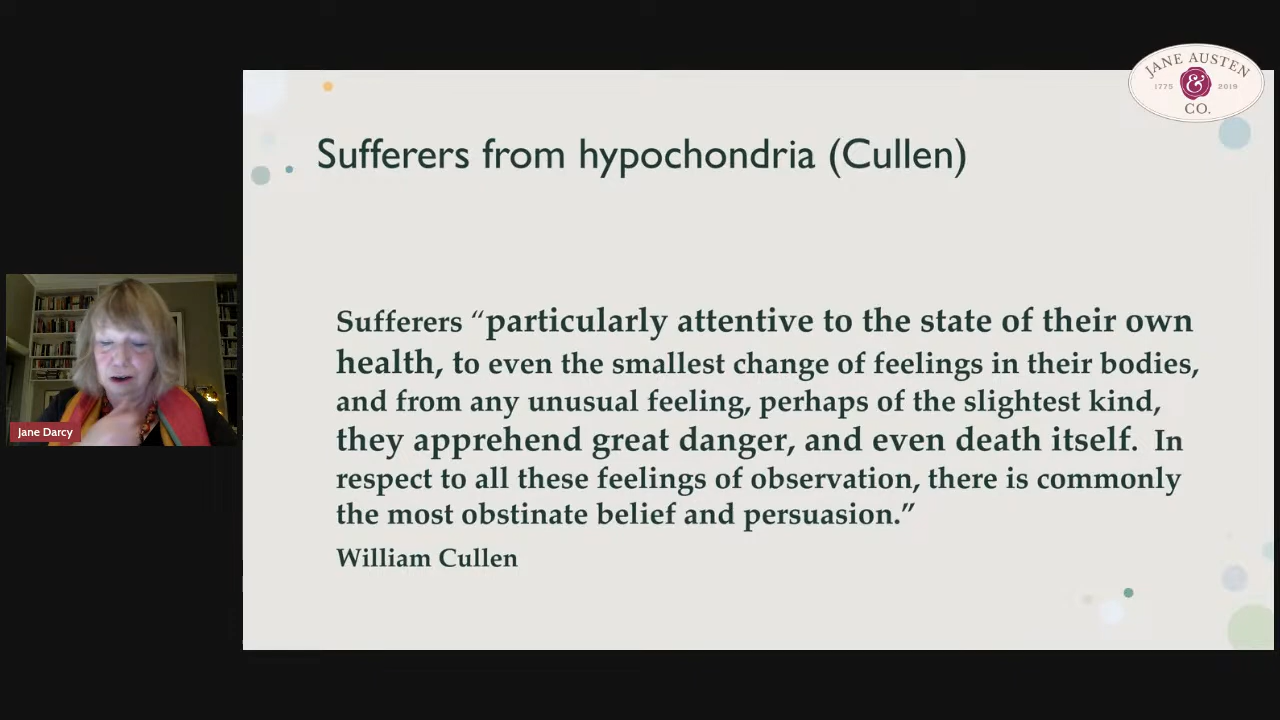 JANE AUSTEN
1775 & 2019
CO.
Sufferers from hypochondria (Cullen)
Sufferers “particularly attentive to the state of their own
health, to even the smallest change of feelings in their bodies,
and from any unusual feeling, perhaps of the slightest kind,
they apprehend great danger, and even death itself. In
respect to all these feelings of observation, there is commonly
the most obstinate belief and persuasion.”
William Cullen
Jane Darcy